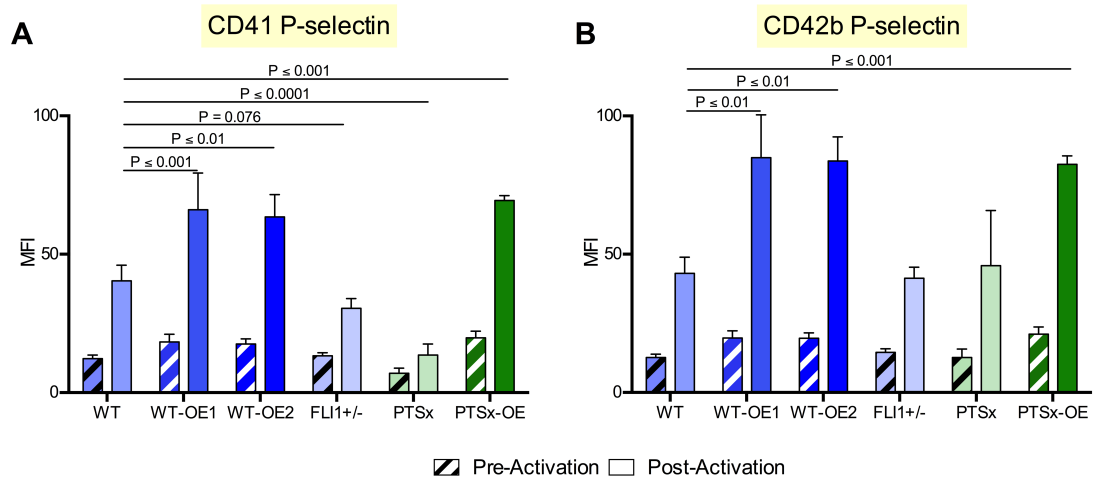 A
CD41 P-selectin
P ≤ 0.001
P ≤ 0.0001
P = 0.076
P ≤ 0.01
P ≤ 0.001
100
50
0
MFI
WT WT-OE1 WT-OE2 FLI1+/- PTSx PTSx-OE
B
CD42b P-selectin
P ≤ 0.001
P ≤ 0.01
P ≤ 0.01
100
50
0
MFI
WT WT-OE1 WT-OE2 FLI1+/- PTSx PTSx-OE
Pre-Activation Post-Activation